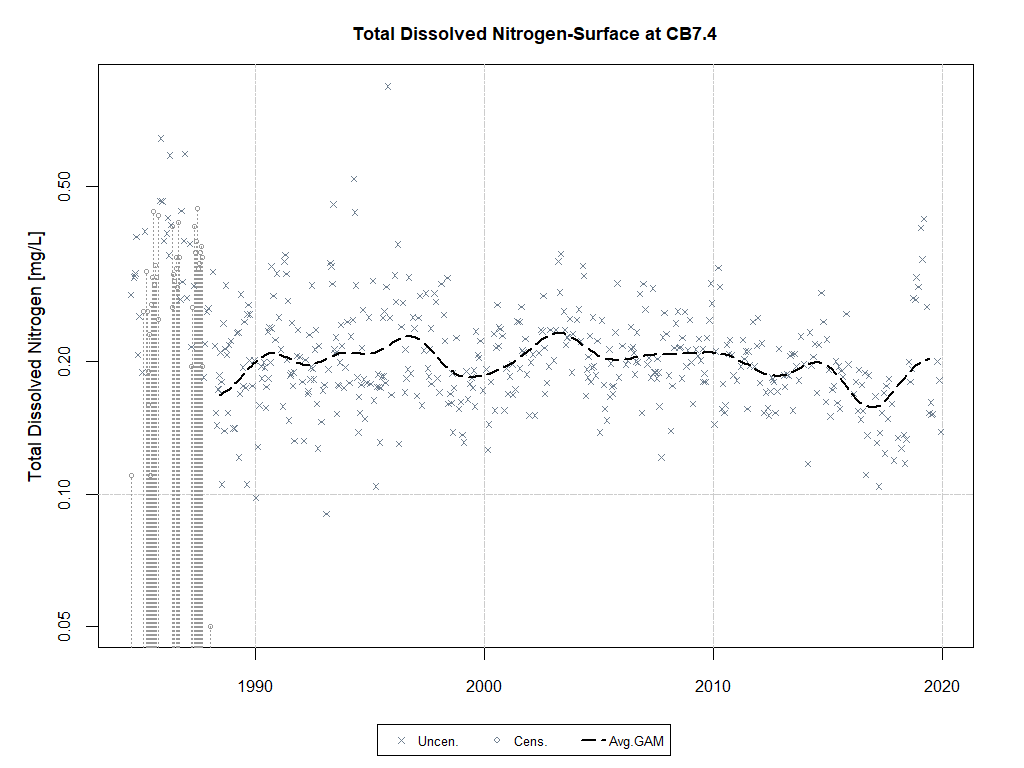 Total Dissolved Nitrogen-Surface at CB7.4
Total Dissolved Nitrogen [mg/L]
0.50
0.20
0.10
0.05
1990 2000 2010 2020
Uncen. Cens. Avg.GAM